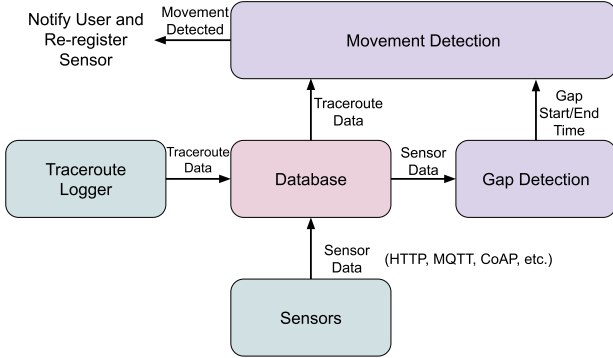 Notify User and
Re-register
Sensor
Movement
Detected
Movement Detection
Traceroute
Data
Gap
Start/End
Time
Traceroute
Logger
Traceroute
Data
Database
Sensor
Data
Gap Detection
Sensor
Data
(HTTP, MQTT, CoAP, etc.)
Sensors